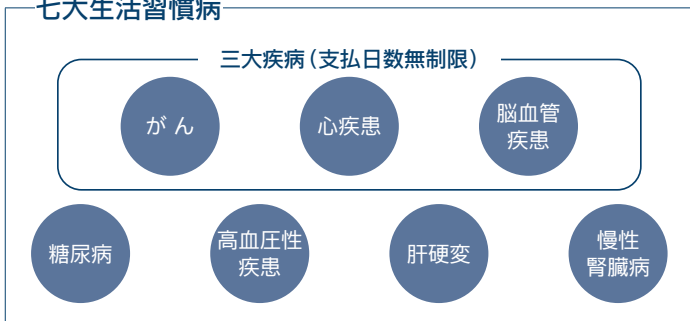 七大生活習慣病
三大疾病（支払日数無制限）
がん
心疾患
脳血管
疾患
糖尿病
高血圧性
疾患
肝硬変
慢性
腎臓病